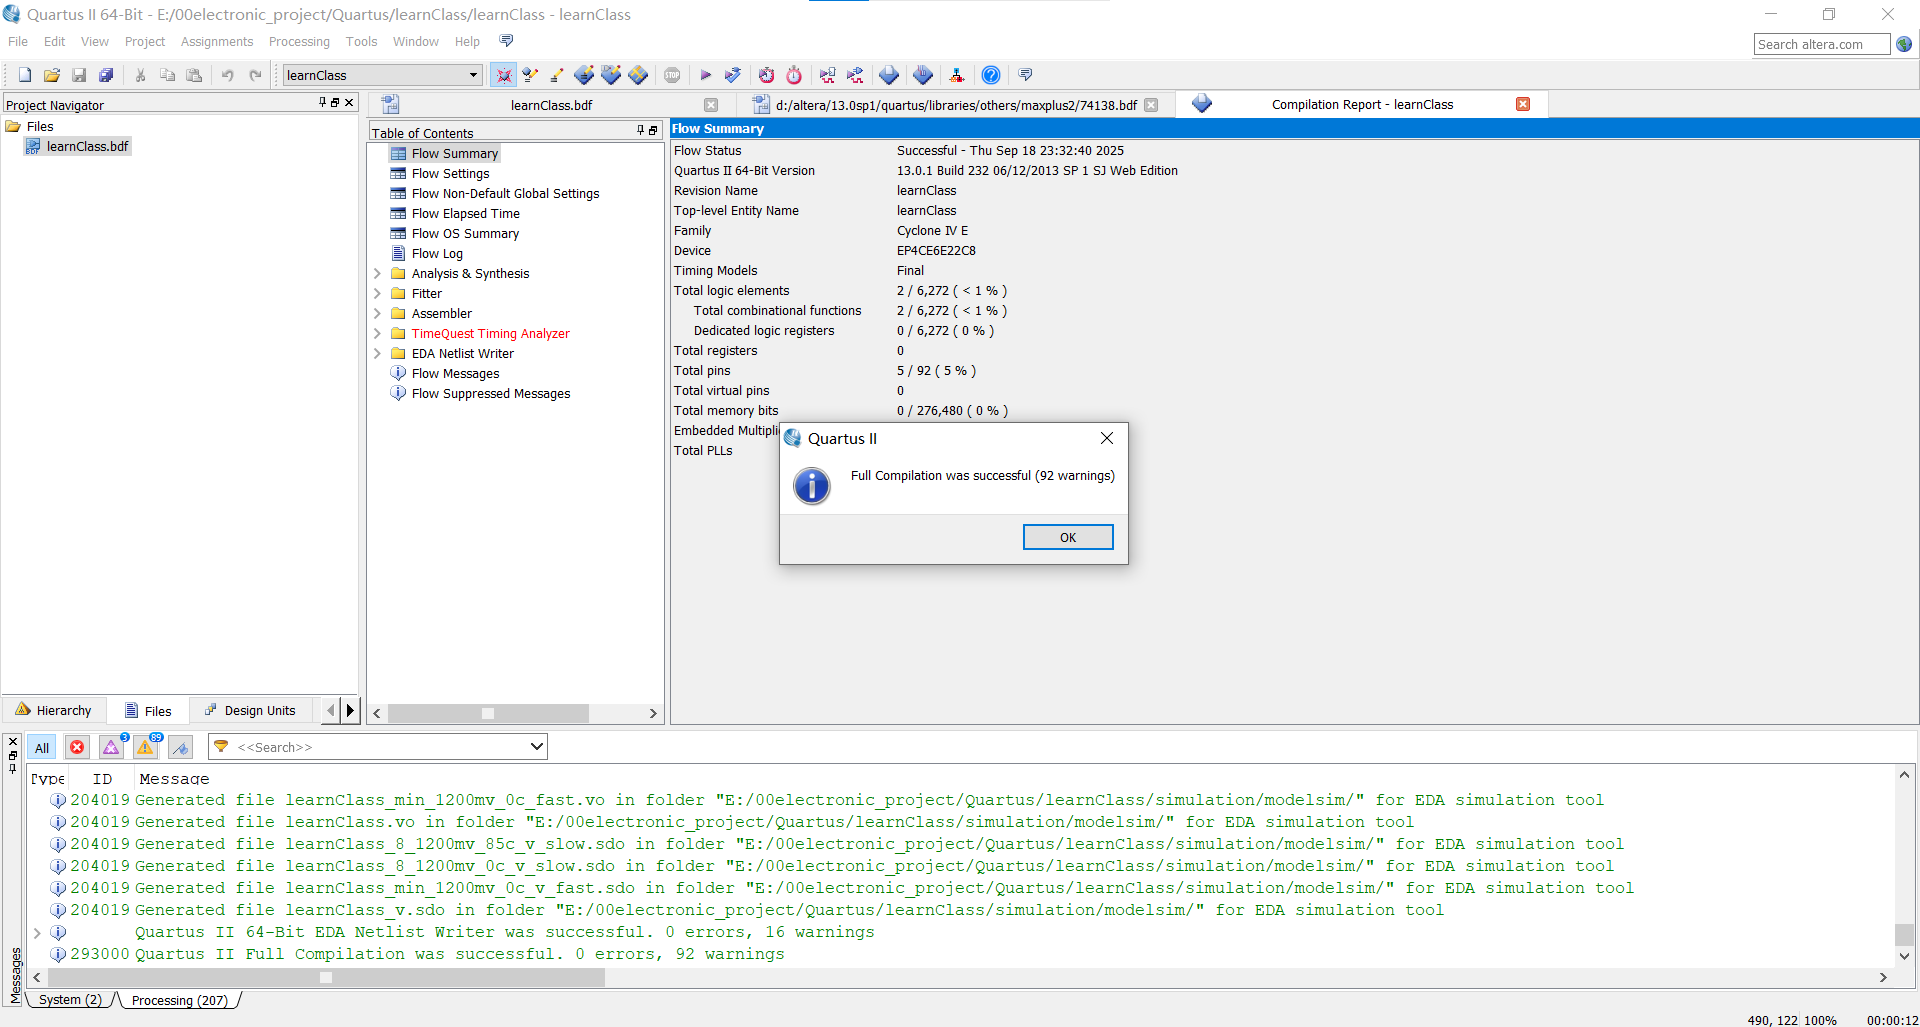 Quartus II 64-Bit - E:/00electronic_project/Quartus/learnClass/learnClass - learnClass
File Edit View Project Assignments Processing Tools Window Help
Search altera.com
learnClass
STOP
Project Navigator
Files
learnClass.bdf
Hierarchy Files Design Units
learnClass.bdf
d:/altera/13.0sp1/quartus/libraries/others/maxplus2/74138.bdf
Compilation Report - learnClass
Table of Contents
Flow Summary
Flow Settings
Flow Non-Default Global Settings
Flow Elapsed Time
Flow OS Summary
Flow Log
Analysis & Synthesis
Fitter
Assembler
TimeQuest Timing Analyzer
EDA Netlist Writer
Flow Messages
Flow Suppressed Messages
Flow Summary
Flow Status Successful - Thu Sep 18 23:32:40 2025
Quartus II 64-Bit Version 13.0.1 Build 232 06/12/2013 SP 1 SJ Web Edition
Revision Name learnClass
Top-level Entity Name learnClass
Family Cyclone IV E
Device EP4CE6E22C8
Timing Models Final
Total logic elements 2 / 6,272 ( < 1 % )
Total combinational functions 2 / 6,272 ( < 1 % )
Dedicated logic registers 0 / 6,272 ( 0 % )
Total registers 0
Total pins 5 / 92 ( 5 % )
Total virtual pins 0
Total memory bits 0 / 276,480 ( 0 % )
Embedded Multipli
Total PLLs
Quartus II
Full Compilation was successful (92 warnings)
OK
All 3 89 <<Search>>
Type ID Message
204019 Generated file learnClass_min_1200mv_0c_fast.vo in folder "E:/00electronic_project/Quartus/learnClass/simulation/modelsim/" for EDA simulation tool
204019 Generated file learnClass.vo in folder "E:/00electronic_project/Quartus/learnClass/simulation/modelsim/" for EDA simulation tool
204019 Generated file learnClass_8_1200mv_85c_v_slow.sdo in folder "E:/00electronic_project/Quartus/learnClass/simulation/modelsim/" for EDA simulation tool
204019 Generated file learnClass_8_1200mv_0c_v_slow.sdo in folder "E:/00electronic_project/Quartus/learnClass/simulation/modelsim/" for EDA simulation tool
204019 Generated file learnClass_min_1200mv_0c_v_fast.sdo in folder "E:/00electronic_project/Quartus/learnClass/simulation/modelsim/" for EDA simulation tool
204019 Generated file learnClass_v.sdo in folder "E:/00electronic_project/Quartus/learnClass/simulation/modelsim/" for EDA simulation tool
Quartus II 64-Bit EDA Netlist Writer was successful. 0 errors, 16 warnings
293000 Quartus II Full Compilation was successful. 0 errors, 92 warnings
Messages
System (2) Processing (207)
490, 122 100% 00:00:12